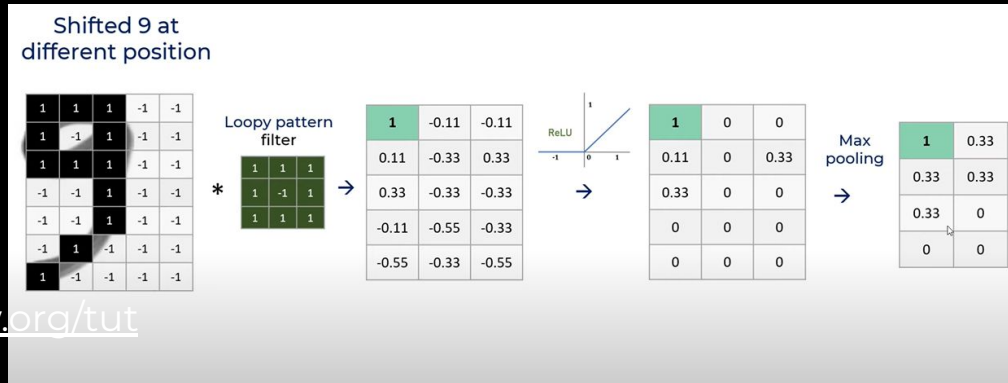 Shifted 9 at
different position
1 1 1 -1 -1
1 -1 1 -1 -1
1 1 1 -1 -1
-1 -1 1 -1 -1
-1 -1 1 -1 -1
-1 1 -1 -1 -1
1 -1 -1 -1 -1
*
Loopy pattern
filter
1 1 1
1 -1 1
1 1 1
→
1 -0.11 -0.11
0.11 -0.33 0.33
0.33 -0.33 -0.33
-0.11 -0.55 -0.33
-0.55 -0.33 -0.55
ReLU
1
-1 0 1
→
1 0 0
0.11 0 0.33
0.33 0 0
0 0 0
0 0 0
Max
pooling
→
1 0.33
0.33 0.33
0.33 0
0 0
.org/tut